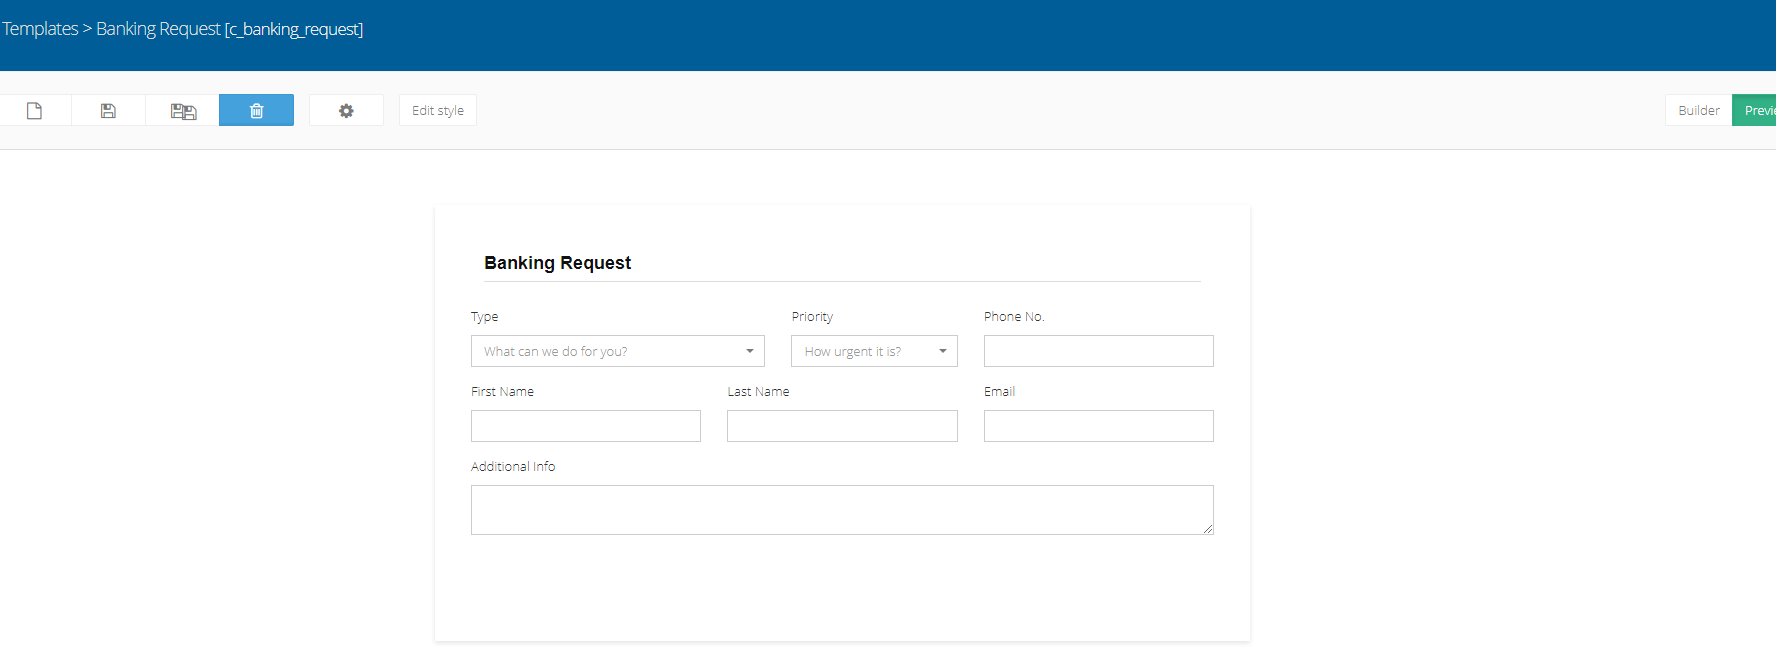 Templates > Banking Request [c_banking_request]
Edit style
Builder
Previe
Banking Request
Type
Priority
Phone No.
What can we do for you?
How urgent it is?
First Name
Last Name
Email
Additional Info